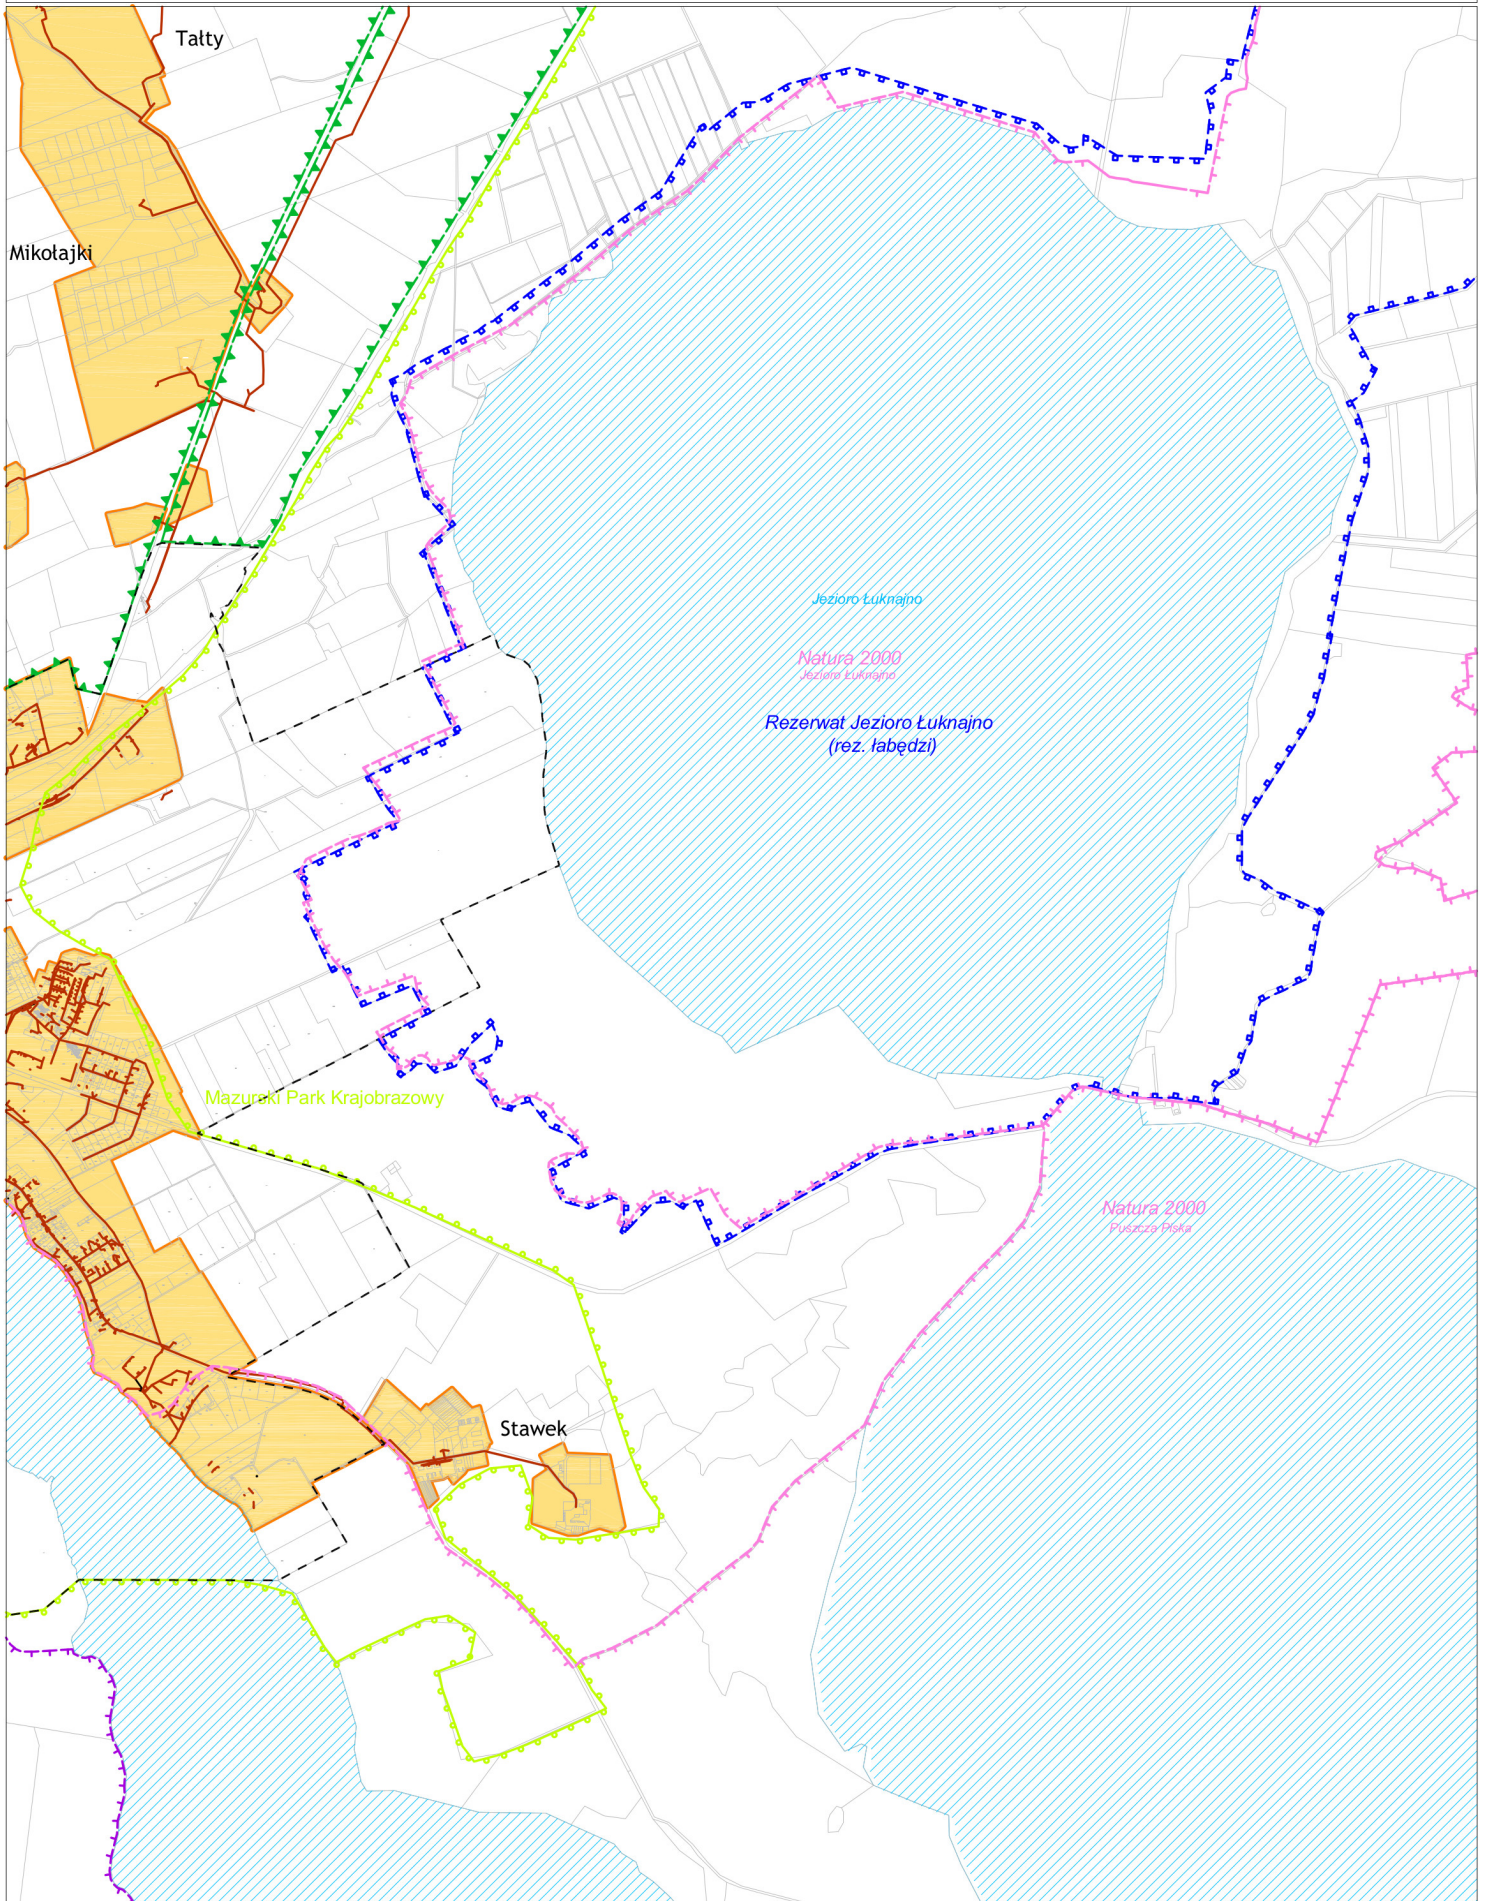 Tałty
Mikołajki
Jezioro Łuknajno
Natura 2000
Jezioro Łuknajno
Rezerwat Jezioro Łuknajno
(rez. łabędzi)
Mazurski Park Krajobrazowy
Natura 2000
Puszcza Piska
Stawek